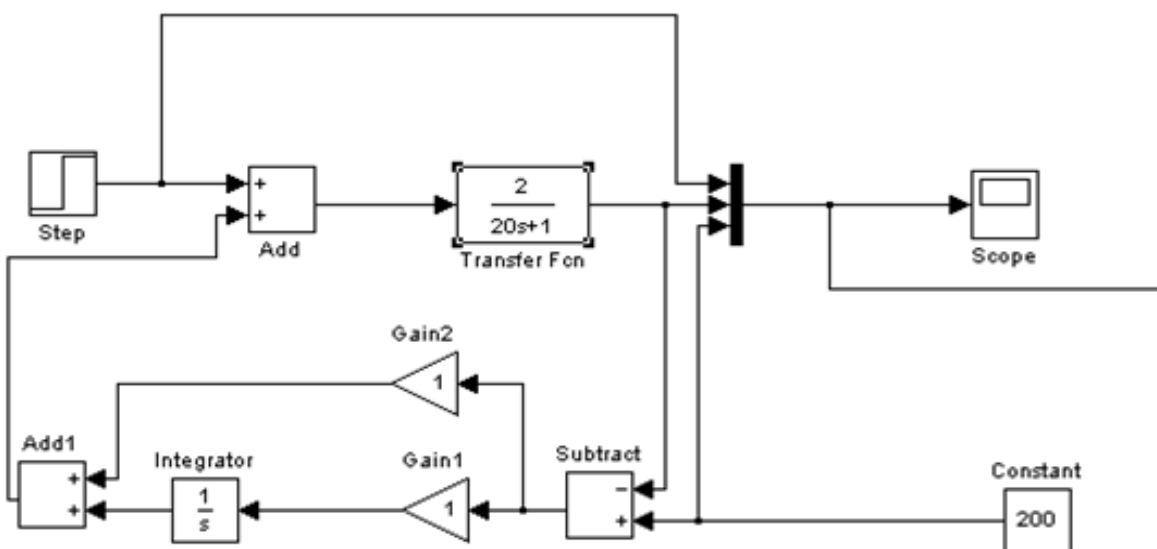 +
+
Step
Add
2
20s+1
Transfer Fcn
Scope
Gain2
1
Add1
+
+
Integrator
1
s
Gain1
1
Subtract
−
+
Constant
200